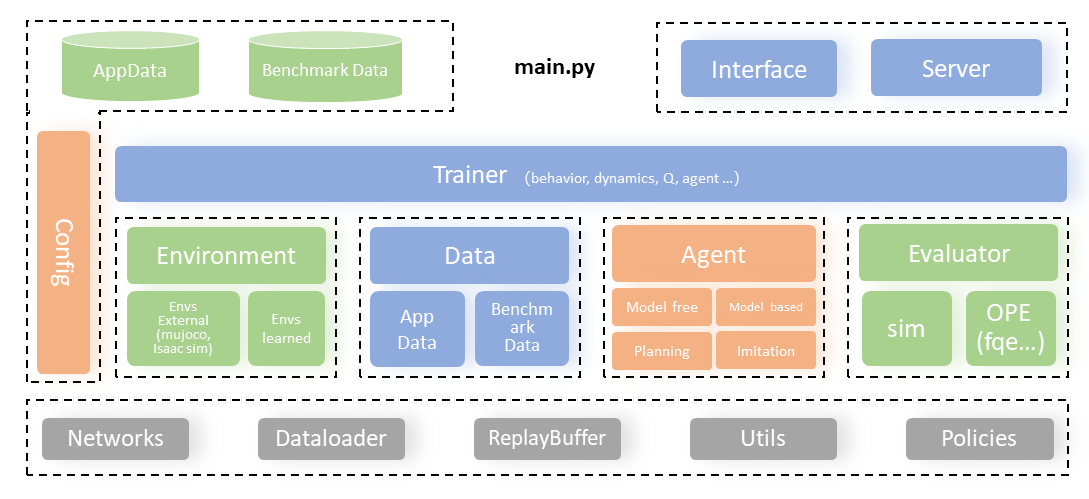 AppData
Benchmark Data
main.py
Interface
Server
Config
Trainer (behavior, dynamics, Q, agent …)
Environment
Envs
External
(mujoco,
Isaac sim)
Envs
learned
Data
App
Data
Benchm
ark
Data
Agent
Model free
Model based
Planning
Imitation
Evaluator
sim
OPE
(fqe…)
Networks
Dataloader
ReplayBuffer
Utils
Policies